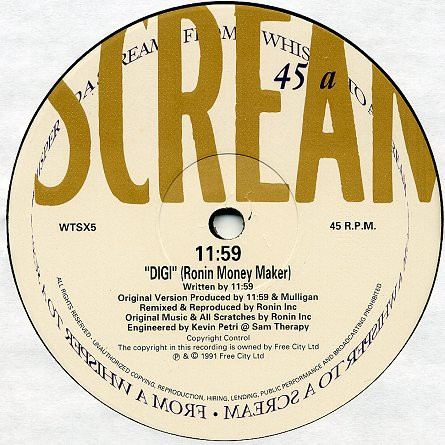 SCREAM
FROM A WHISPER TO A SCREAM
45 a
WTSX5
45 R.P.M.
11:59
"DIGI" (Ronin Money Maker)
Written by 11:59
Original Version Produced by 11:59 & Mulligan
Remixed & Reproduced by Ronin Inc
Original Music & All Scratches by Ronin Inc
Engineered by Kevin Petri @ Sam Therapy
Copyright Control
The copyright in this recording is owned by Free City Ltd
℗ & © 1991 Free City Ltd
ALL RIGHTS RESERVED - UNAUTHORIZED COPYING, REPRODUCTION, HIRING, LENDING, PUBLIC PERFORMANCE AND BROADCASTING PROHIBITED
FROM A WHISPER TO A SCREAM •